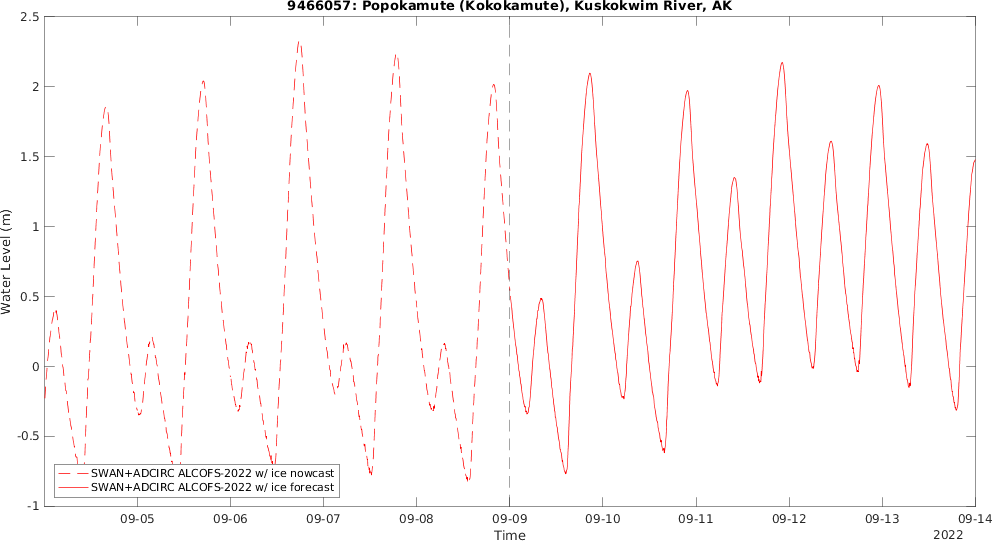 9466057: Popokamute (Kokokamute), Kuskokwim River, AK
2.5
2
1.5
1
0.5
0
-0.5
-1
Water Level (m)
SWAN+ADCIRC ALCOFS-2022 w/ ice nowcast
SWAN+ADCIRC ALCOFS-2022 w/ ice forecast
09-05 09-06 09-07 09-08 09-09 09-10 09-11 09-12 09-13 09-14
Time
2022